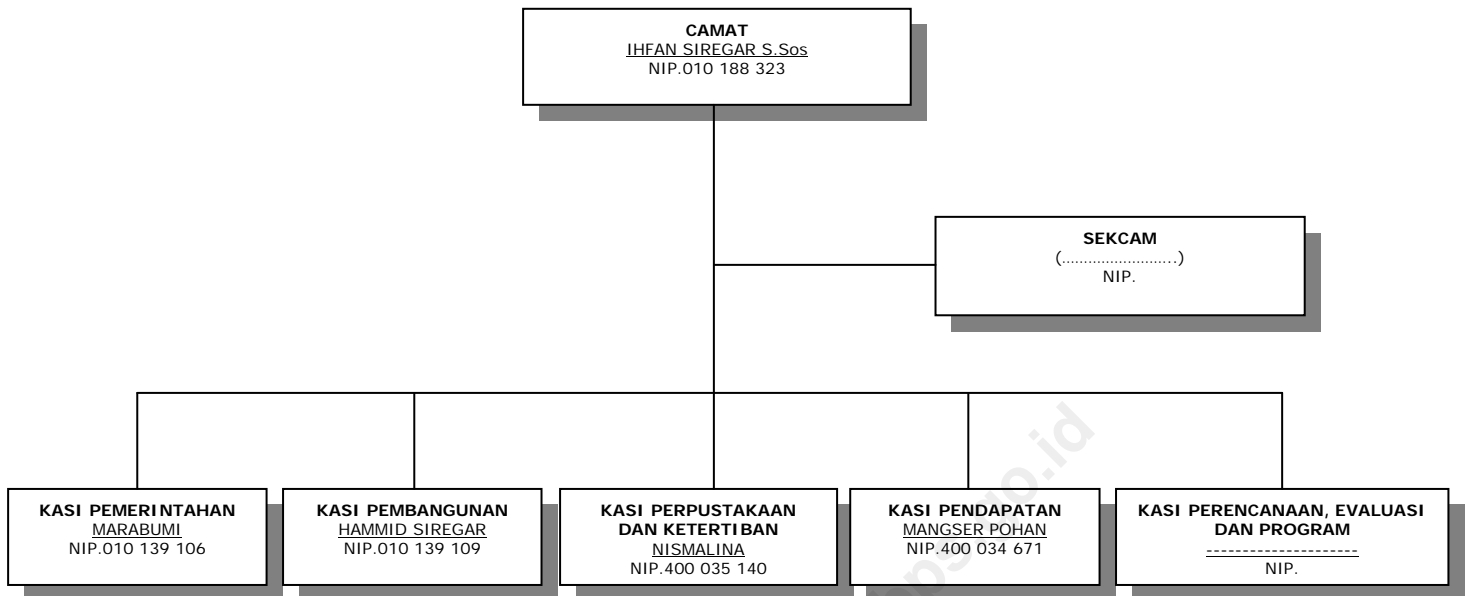 CAMAT
IHFAN SIREGAR S.Sos
NIP.010 188 323
SEKCAM
(………………………)
NIP.
KASI PEMERINTAHAN
MARABUMI
NIP.010 139 106
KASI PEMBANGUNAN
HAMMID SIREGAR
NIP.010 139 109
KASI PERPUSTAKAAN
DAN KETERTIBAN
NISMALINA
NIP.400 035 140
KASI PENDAPATAN
MANGSER POHAN
NIP.400 034 671
KASI PERENCANAAN, EVALUASI
DAN PROGRAM
---------------------
NIP.